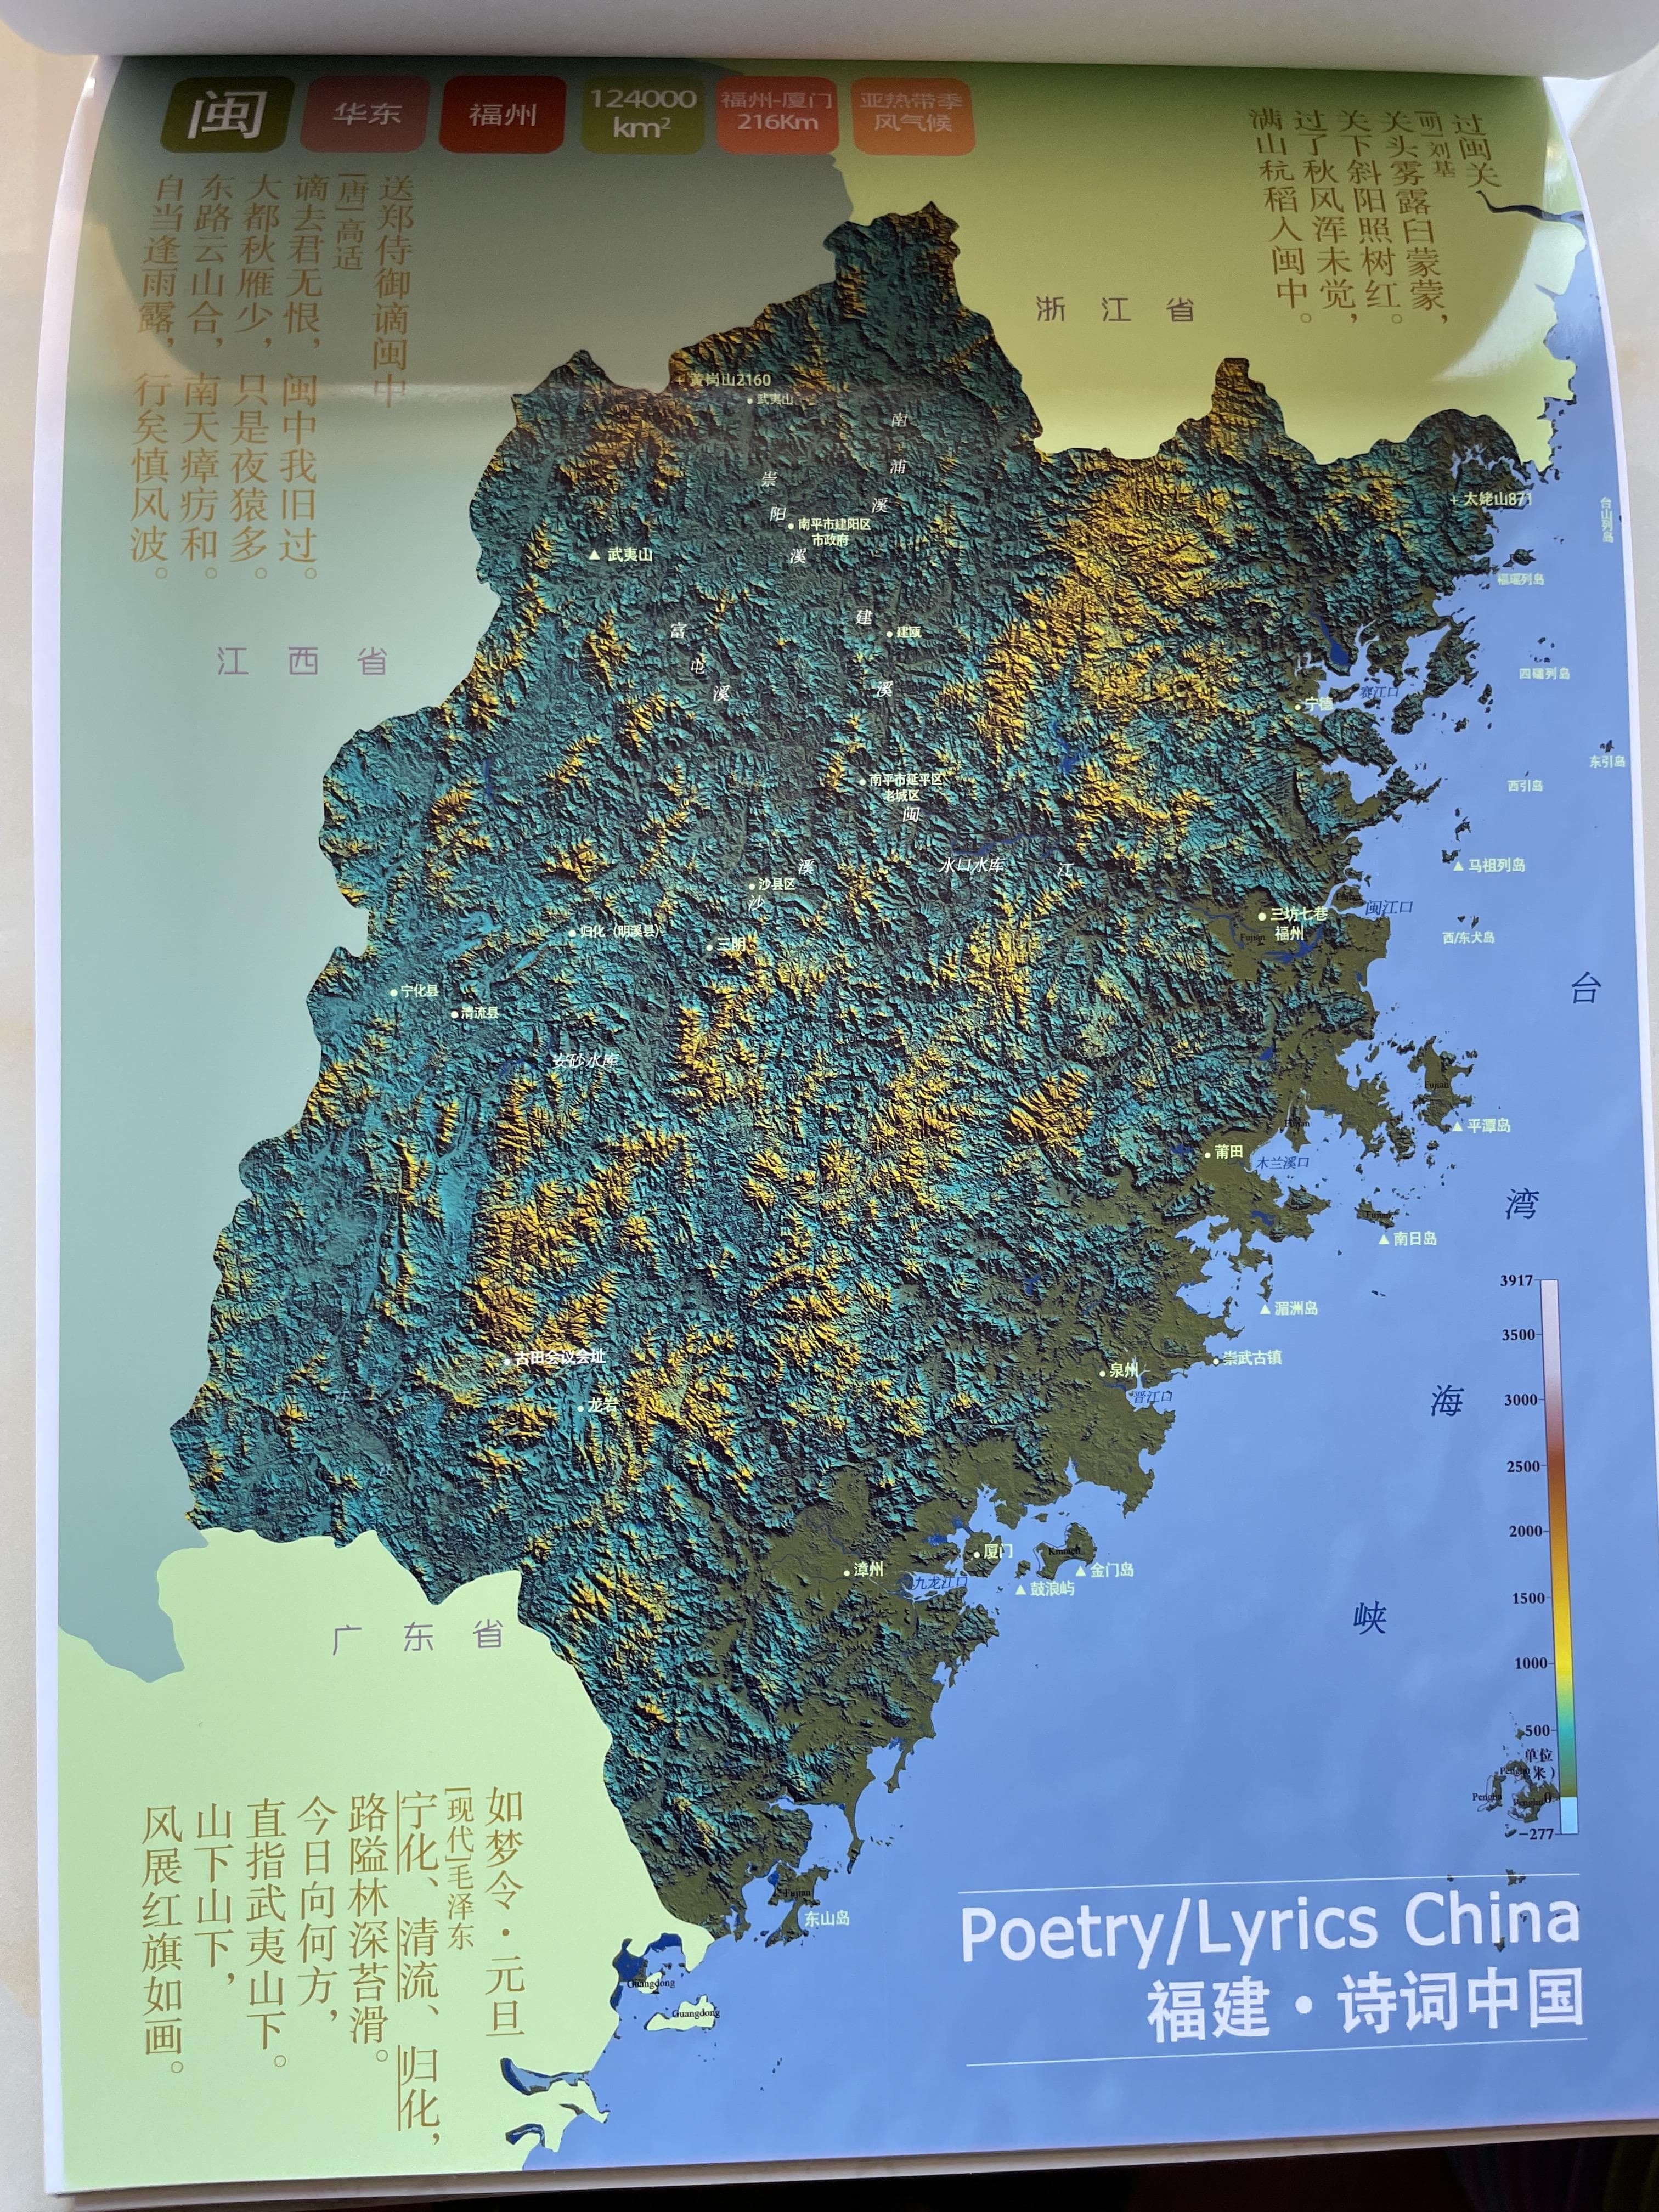 闽
华东
福州
124000
km²
福州-厦门
216Km
亚热带季
风气候
过闽关
[明]刘基
关头雾露臼蒙蒙，
关下斜阳照树红。
过了秋风浑未觉，
满山秔稻入闽中。
送郑侍御谪闽中
[唐]高适
谪去君无恨，闽中我旧过。
大都秋雁少，只是夜猿多。
东路云山合，南天瘴疠和。
自当逢雨露，行矣慎风波。
浙江省
江西省
广东省
黄岗山2160
武夷山
南浦溪
崇阳溪
南平市建阳区
市政府
武夷山
太姥山871
台山列岛
福瑶列岛
富屯溪
建溪
建瓯
四礵列岛
赛江口
宁德
东引岛
西引岛
南平市延平区
老城区
闽江
水口水库
马祖列岛
沙溪
沙县区
三坊七巷
福州
Fujian
Fujian
闽江口
西/东犬岛
归化（明溪县）
三明
宁化县
清流县
安砂水库
台湾海峡
Fujian
平潭岛
Fujian
莆田
木兰溪口
Fujian
南日岛
湄洲岛
崇武古镇
泉州
晋江口
古田会议会址
龙岩
汀
厦门
Kinmen
金门岛
鼓浪屿
漳州
九龙江口
3917
3500
3000
2500
2000
1500
1000
500
单位
（米）
0
-277
Penghu
Penghu
Penghu
Fujian
东山岛
Guangdong
Guangdong
如梦令·元旦
[现代]毛泽东
宁化、清流、归化，
路隘林深苔滑。
今日向何方，
直指武夷山下。
山下山下，
风展红旗如画。
Poetry/Lyrics China
福建·诗词中国